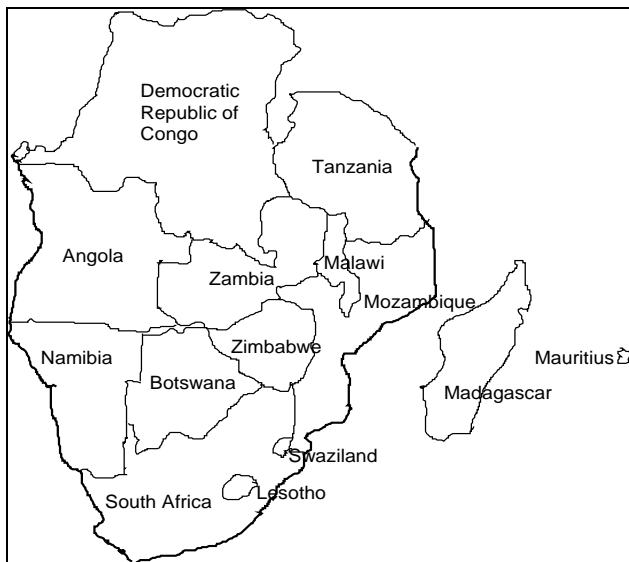 Democratic
Republic of
Congo
Tanzania
Angola
Malawi
Zambia
Mozambique
Zimbabwe
Namibia
Mauritius
Botswana
Madagascar
Swaziland
South Africa
Lesotho